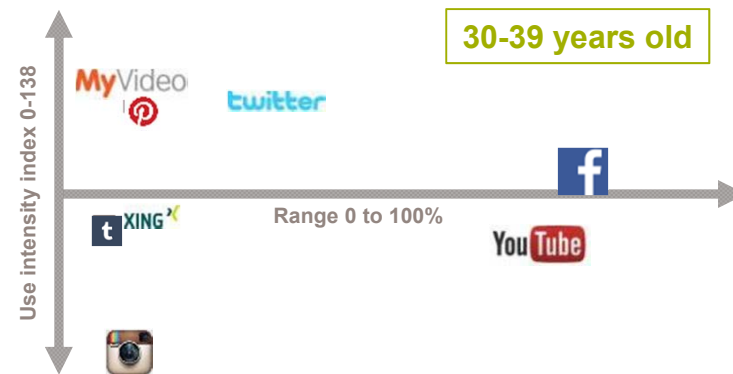 30-39 years old
Use intensity index 0-138
MyVideo
twitter
f
t XING
Range 0 to 100%
YouTube